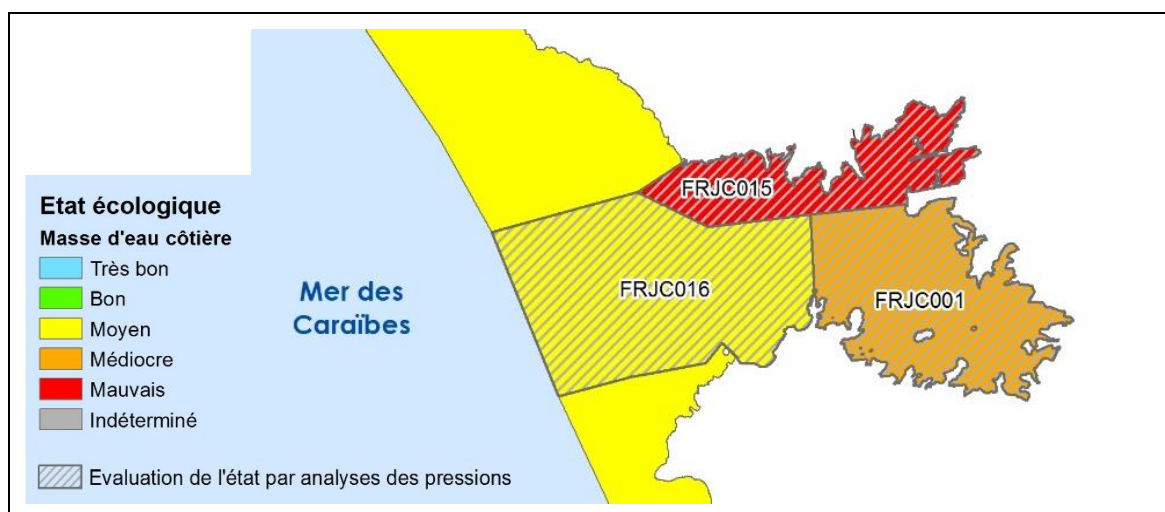 Etat écologique
Masse d'eau côtière
Très bon
Bon
Moyen
Médiocre
Mauvais
Indéterminé
Evaluation de l'état par analyses des pressions
Mer des
Caraïbes
FRJC015
FRJC016
FRJC001